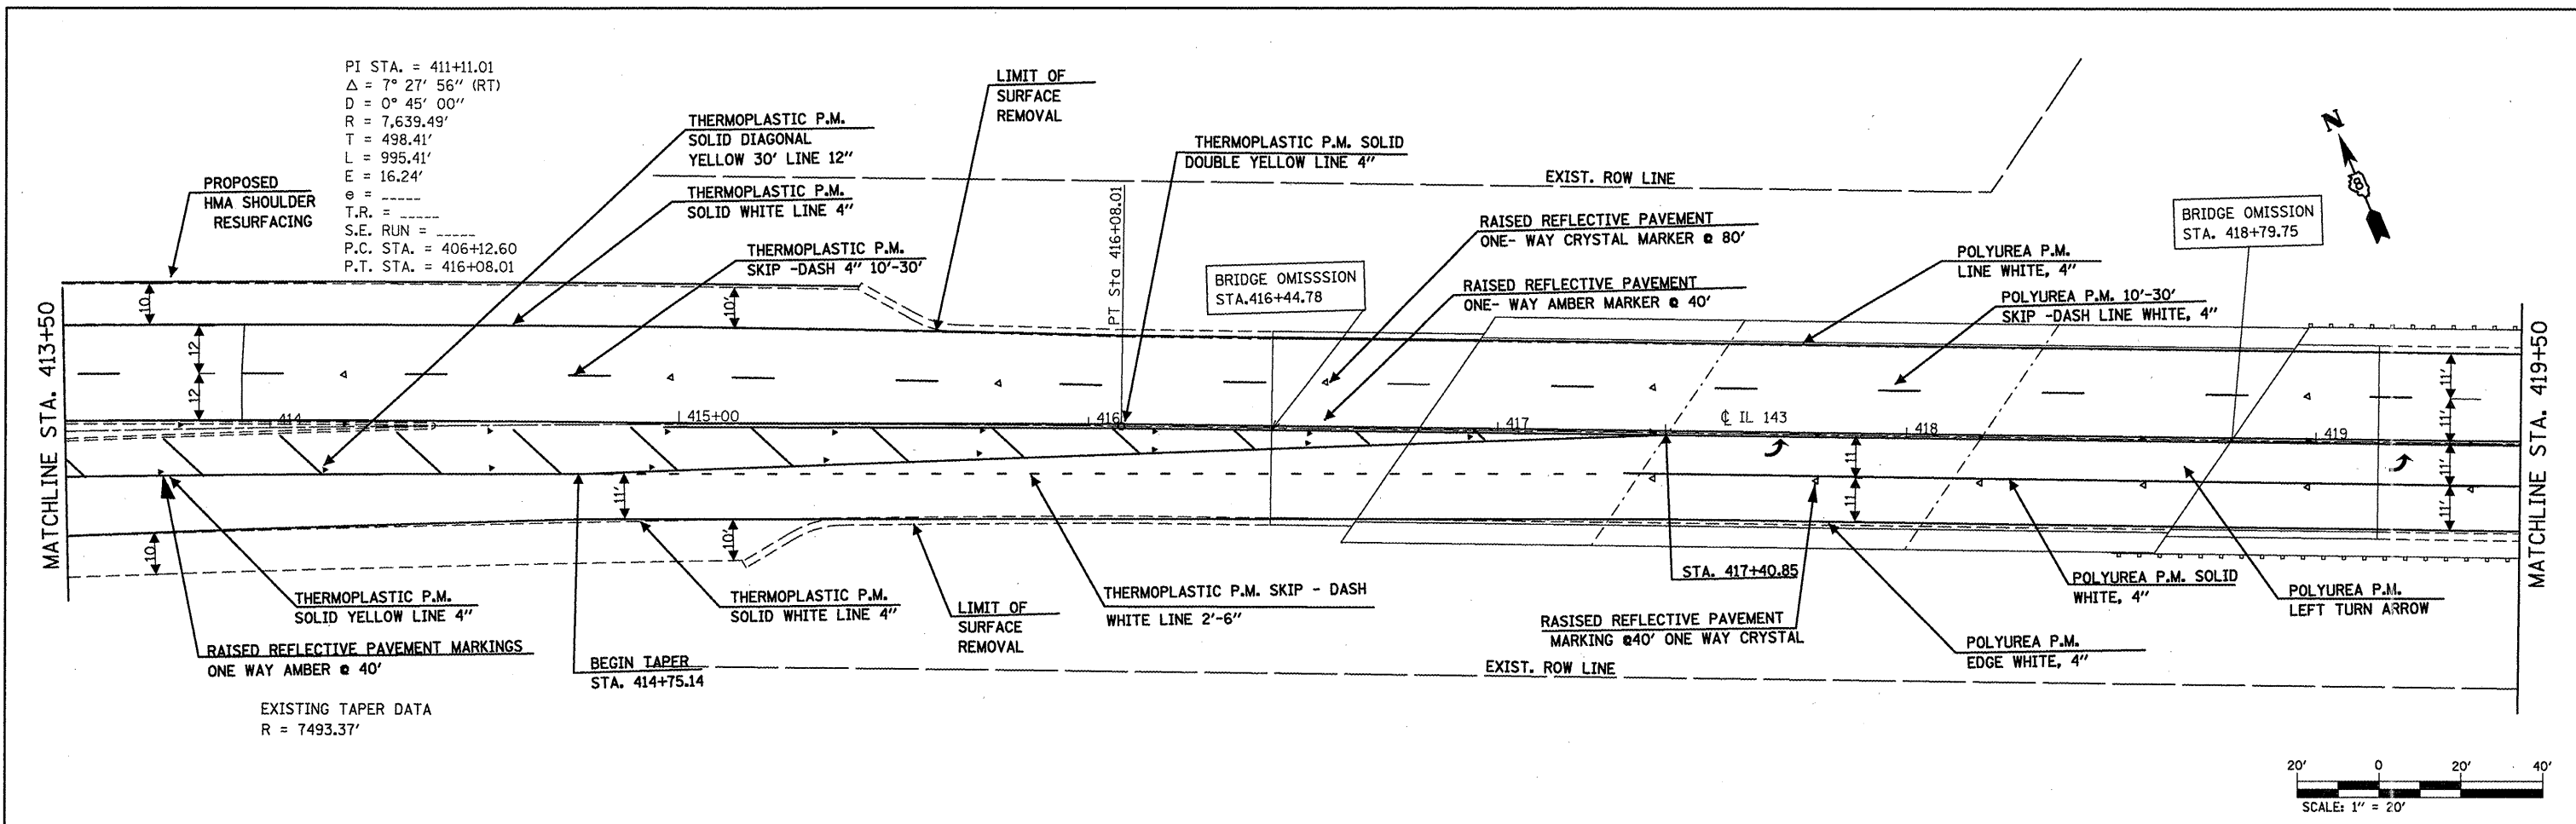 PI STA. = 411+11.01
Δ = 7° 27' 56" (RT)
D = 0° 45' 00"
R = 7,639.49'
T = 498.41'
L = 995.41'
E = 16.24'
e = _____
T.R. = _____
S.E. RUN = _____
P.C. STA. = 406+12.60
P.T. STA. = 416+08.01
PROPOSED
HMA SHOULDER
RESURFACING
THERMOPLASTIC P.M.
SOLID DIAGONAL
YELLOW 30' LINE 12"
THERMOPLASTIC P.M.
SOLID WHITE LINE 4"
THERMOPLASTIC P.M.
SKIP -DASH 4" 10'-30'
LIMIT OF
SURFACE
REMOVAL
THERMOPLASTIC P.M. SOLID
DOUBLE YELLOW LINE 4"
EXIST. ROW LINE
PT Sta 416+08.01
BRIDGE OMISSSION
STA.416+44.78
RAISED REFLECTIVE PAVEMENT
ONE- WAY CRYSTAL MARKER @ 80'
RAISED REFLECTIVE PAVEMENT
ONE- WAY AMBER MARKER @ 40'
POLYUREA P.M.
LINE WHITE, 4"
POLYUREA P.M. 10'-30'
SKIP -DASH LINE WHITE, 4"
BRIDGE OMISSION
STA. 418+79.75
N
8
MATCHLINE STA. 413+50
MATCHLINE STA. 419+50
10
10'
12
12
11'
11'
11'
11'
414
415+00
416
417
℄ IL 143
418
419
11'
11
11
10
10'
THERMOPLASTIC P.M.
SOLID YELLOW LINE 4"
RAISED REFLECTIVE PAVEMENT MARKINGS
ONE WAY AMBER @ 40'
BEGIN TAPER
STA. 414+75.14
THERMOPLASTIC P.M.
SOLID WHITE LINE 4"
LIMIT OF
SURFACE
REMOVAL
THERMOPLASTIC P.M. SKIP - DASH
WHITE LINE 2'-6"
STA. 417+40.85
RASISED REFLECTIVE PAVEMENT
MARKING @40' ONE WAY CRYSTAL
POLYUREA P.M. SOLID
WHITE, 4"
POLYUREA P.M.
EDGE WHITE, 4"
POLYUREA P.M.
LEFT TURN ARROW
EXIST. ROW LINE
EXISTING TAPER DATA
R = 7493.37'
20' 0 20' 40'
SCALE: 1" = 20'